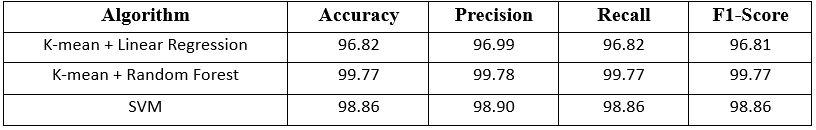 Algorithm Accuracy Precision Recall F1-Score
K-mean + Linear Regression 96.82 96.99 96.82 96.81
K-mean + Random Forest 99.77 99.78 99.77 99.77
SVM 98.86 98.90 98.86 98.86